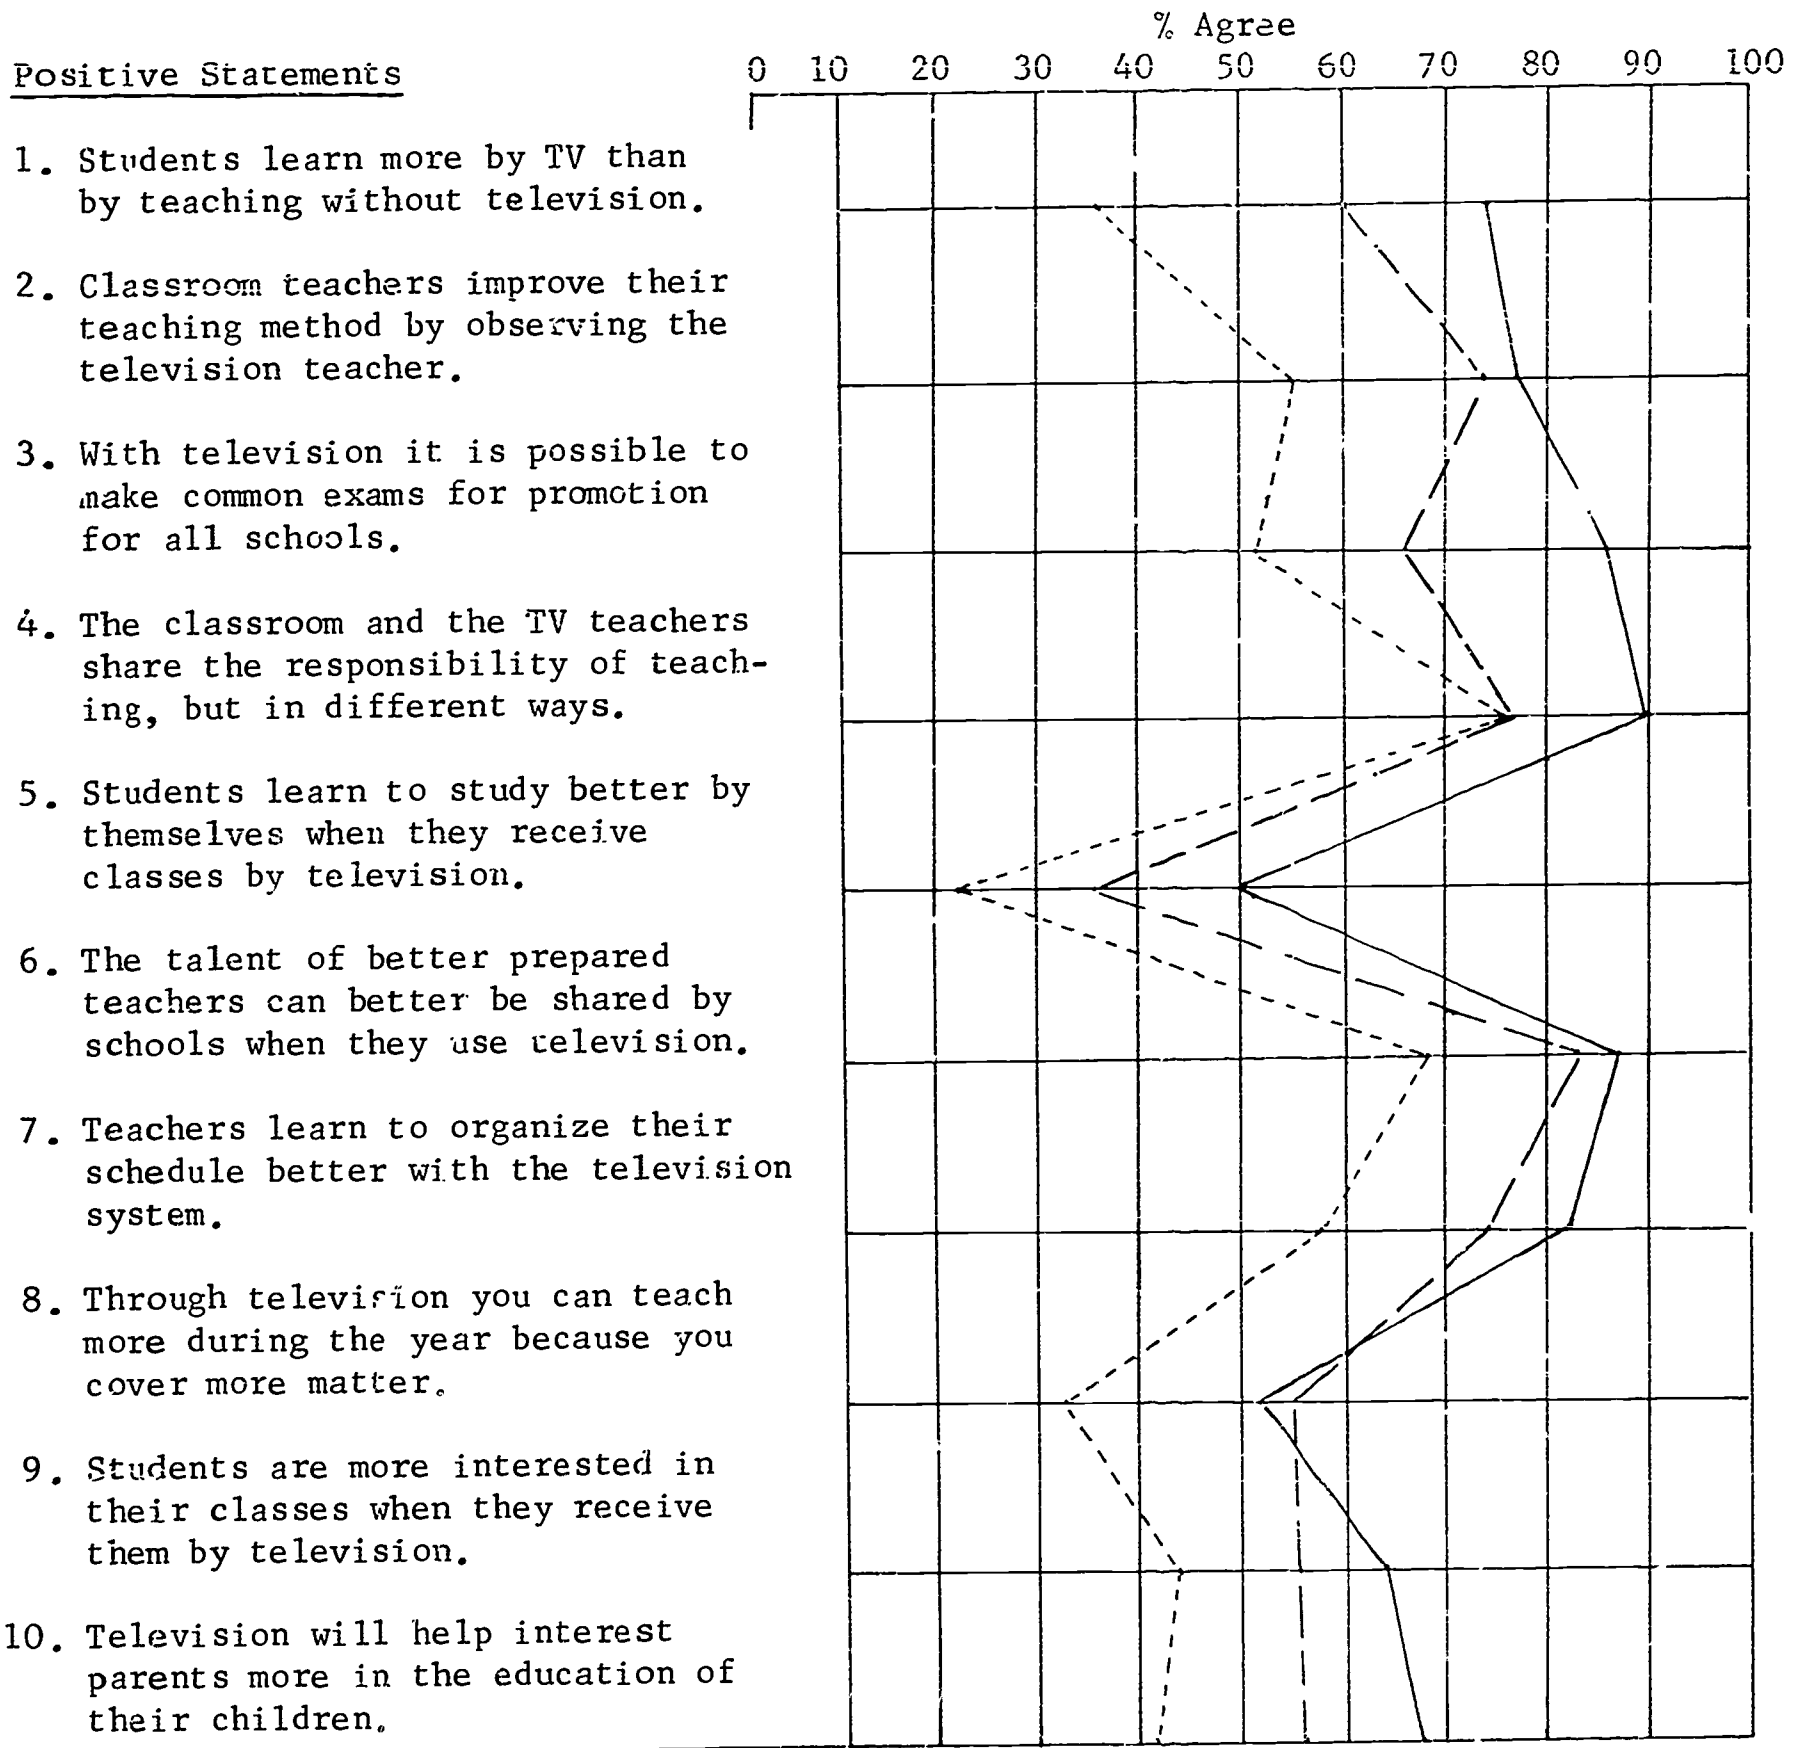 % Agree
Positive Statements 0 10 20 30 40 50 60 70 80 90 100
1. Students learn more by TV than
by teaching without television.
2. Classroom teachers improve their
teaching method by observing the
television teacher.
3. With television it is possible to
make common exams for promotion
for all schools.
4. The classroom and the TV teachers
share the responsibility of teach-
ing, but in different ways.
5. Students learn to study better by
themselves when they receive
classes by television.
6. The talent of better prepared
teachers can better be shared by
schools when they use television.
7. Teachers learn to organize their
schedule better with the television
system.
8. Through television you can teach
more during the year because you
cover more matter.
9. Students are more interested in
their classes when they receive
them by television.
10. Television will help interest
parents more in the education of
their children.